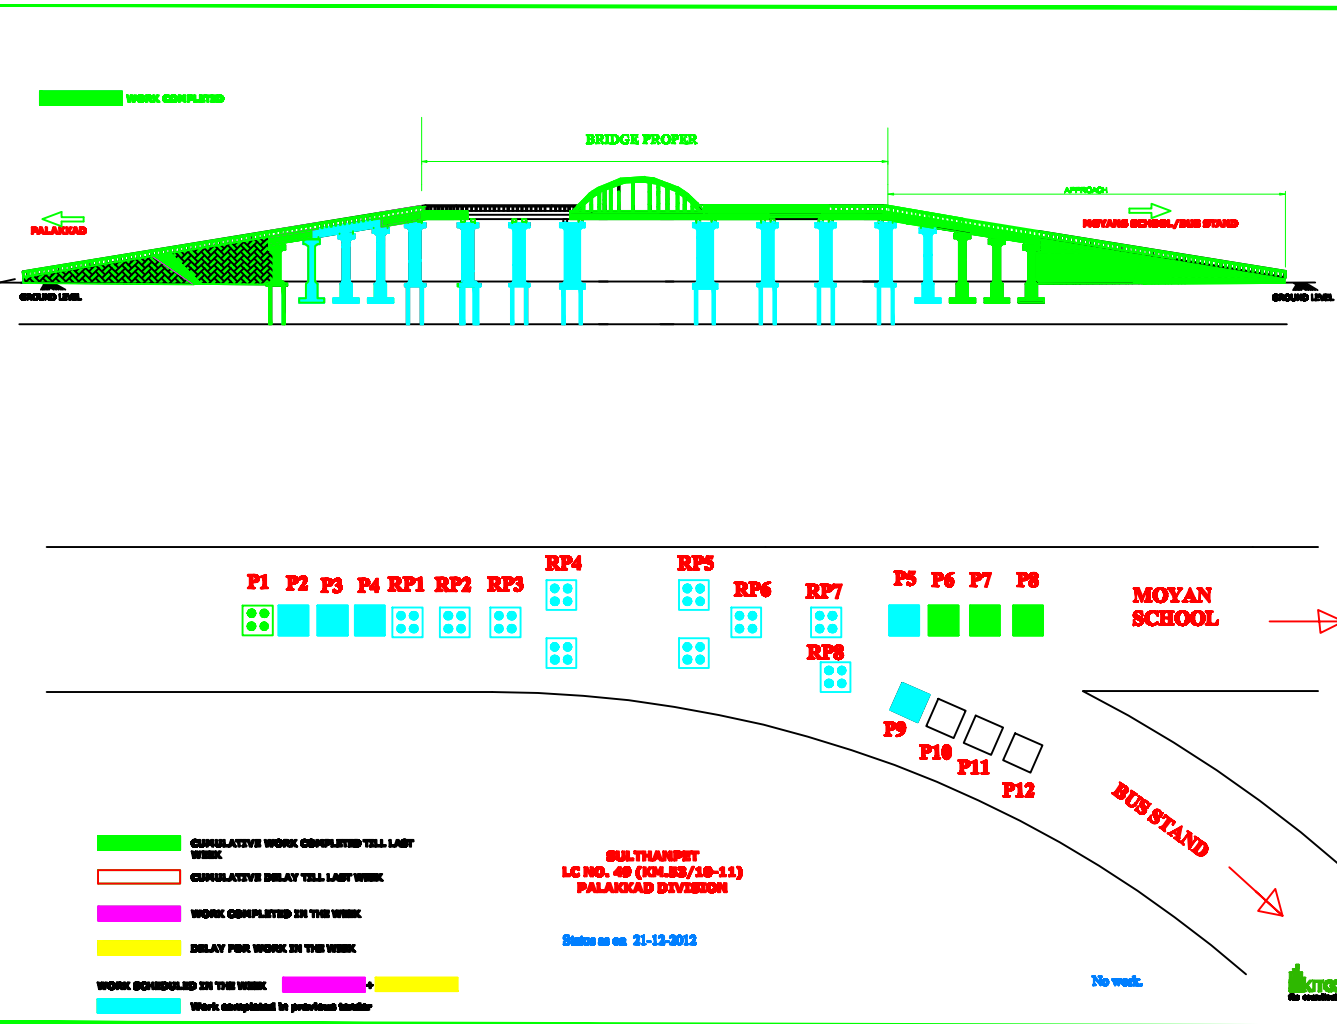 WORK COMPLETED
BRIDGE PROPER
APPROACH
PALAKKAD
MOYANS SCHOOL/BUS STAND
GROUND LEVEL
GROUND LEVEL
P1 P2 P3 P4 RP1 RP2 RP3 RP4 RP5 RP6 RP7 P5 P6 P7 P8
MOYAN
SCHOOL
RP8
P9
P10
P11
P12
BUS STAND
CUMULATIVE WORK COMPLETED TILL LAST
WEEK
CUMULATIVE DELAY TILL LAST WEEK
WORK COMPLETED IN THE WEEK
DELAY FOR WORK IN THE WEEK
WORK SCHEDULED IN THE WEEK +
Work completed in previous tender
SULTHANPET
LC NO. 49 (KM.53/10-11)
PALAKKAD DIVISION
Status as on 21-12-2012
No work.